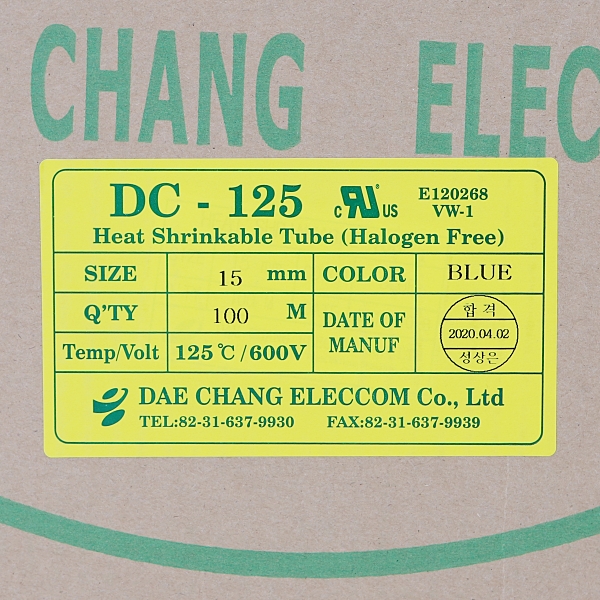 CHANG ELEC
DC - 125 c RU US E120268
VW-1
Heat Shrinkable Tube (Halogen Free)
SIZE 15 mm COLOR BLUE
Q'TY 100 M DATE OF MANUF 합격
2020.04.02
성상은
Temp/Volt 125℃/600V
DAE CHANG ELECCOM Co., Ltd
TEL:82-31-637-9930 FAX:82-31-637-9939